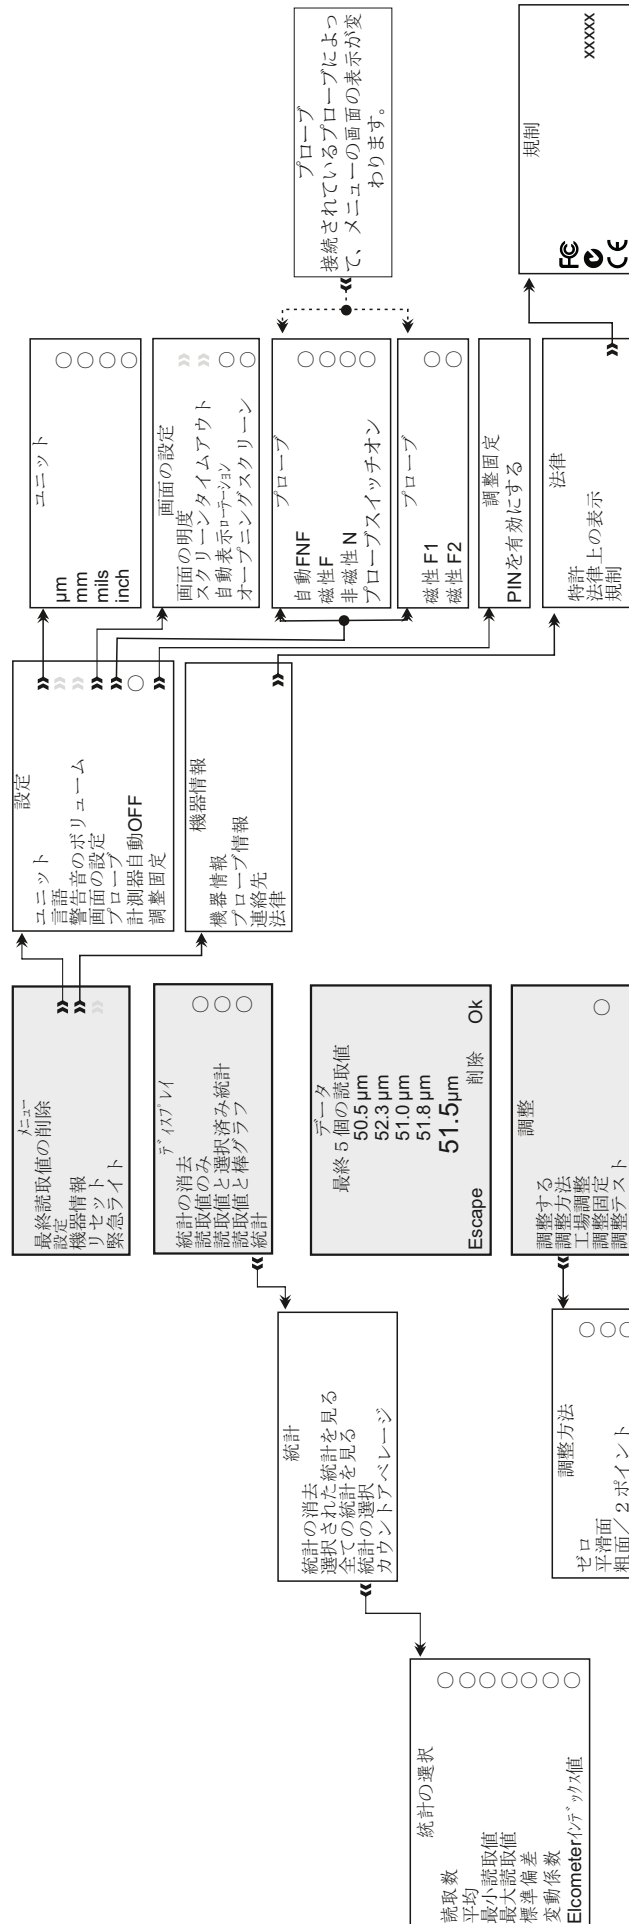 メニュー
最終読取値の削除
設定
機器情報
リセット
緊急ライト
設定
ユニット
言語
警告音のボリューム
画面の設定
プローブ
計測器自動OFF
調整固定
ユニット
µm
mm
mils
inch
画面の設定
画面の明度
スクリーンタイムアウト
自動表示ローテーション
オープニングスクリーン
プローブ
自動FNF
磁性F
非磁性N
プローブスイッチオン
プローブ
磁性F1
磁性F2
プローブ
接続されているプローブによっ
て、メニューの画面の表示が変
わります。
調整固定
PINを有効にする
機器情報
機器情報
プローブ情報
連絡先
法律
法律
特許
法律上の表示
規制
規制
FC
CE
xxxxx
ディスプレイ
統計の消去
読取値のみ
読取値と選択済み統計
読取値と棒グラフ
統計
統計
統計の消去
選択された統計を見る
全ての統計を見る
統計の選択
カウントアベレージ
統計の選択
読取数
平均
最小読取値
最大読取値
標準偏差
変動係数
Elcometerインデックス値
データ
最終5個の読取値
50.5 µm
52.3 µm
51.0 µm
51.8 µm
51.5µm
Escape 削除 Ok
調整
調整する
調整方法
工場調整
調整固定
調整テスト
調整方法
ゼロ
平滑面
粗面／2ポイント